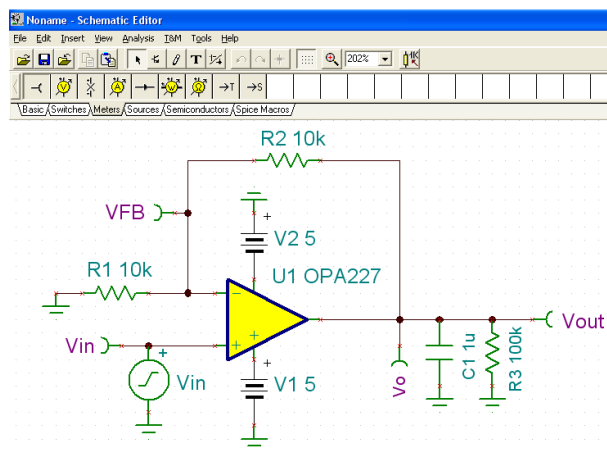 Noname - Schematic Editor
File Edit Insert View Analysis T&M Tools Help
T 202% 1K
V A W Ω →T →S
Basic Switches Meters Sources Semiconductors Spice Macros
R2 10k
VFB
+
V2 5
R1 10k
U1 OPA227
Vout
Vin
+
Vin
+
V1 5
Vo
C1 1u
R3 100k